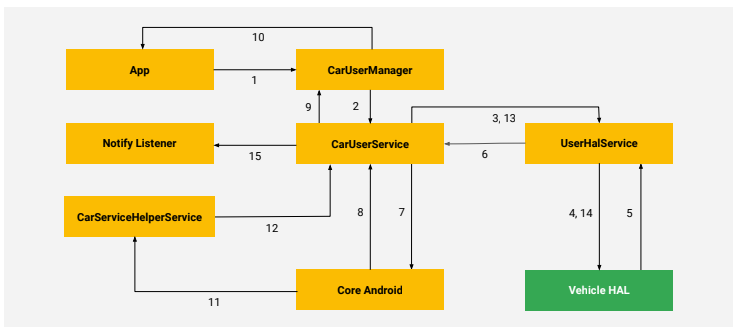 10
App
CarUserManager
1
9
2
3, 13
Notify Listener
CarUserService
UserHalService
15
6
CarServiceHelperService
12
8
7
4, 14
5
Core Android
Vehicle HAL
11